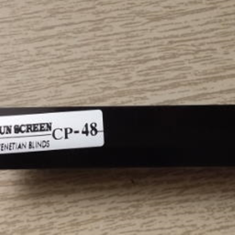 UN SCREEN CP-48
ENETIAN BLINDS